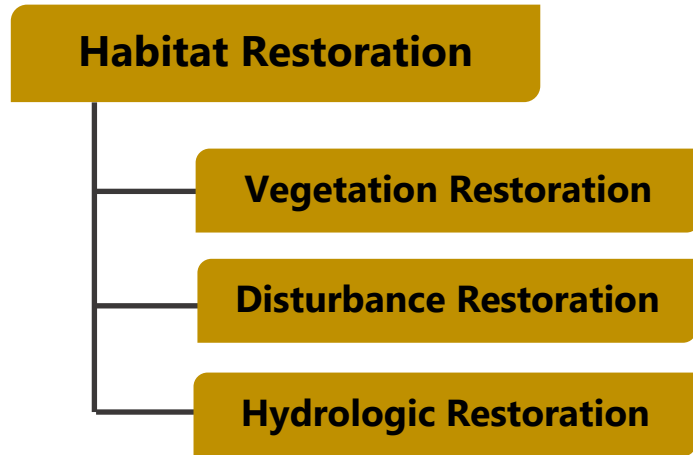 Habitat Restoration
Vegetation Restoration
Disturbance Restoration
Hydrologic Restoration